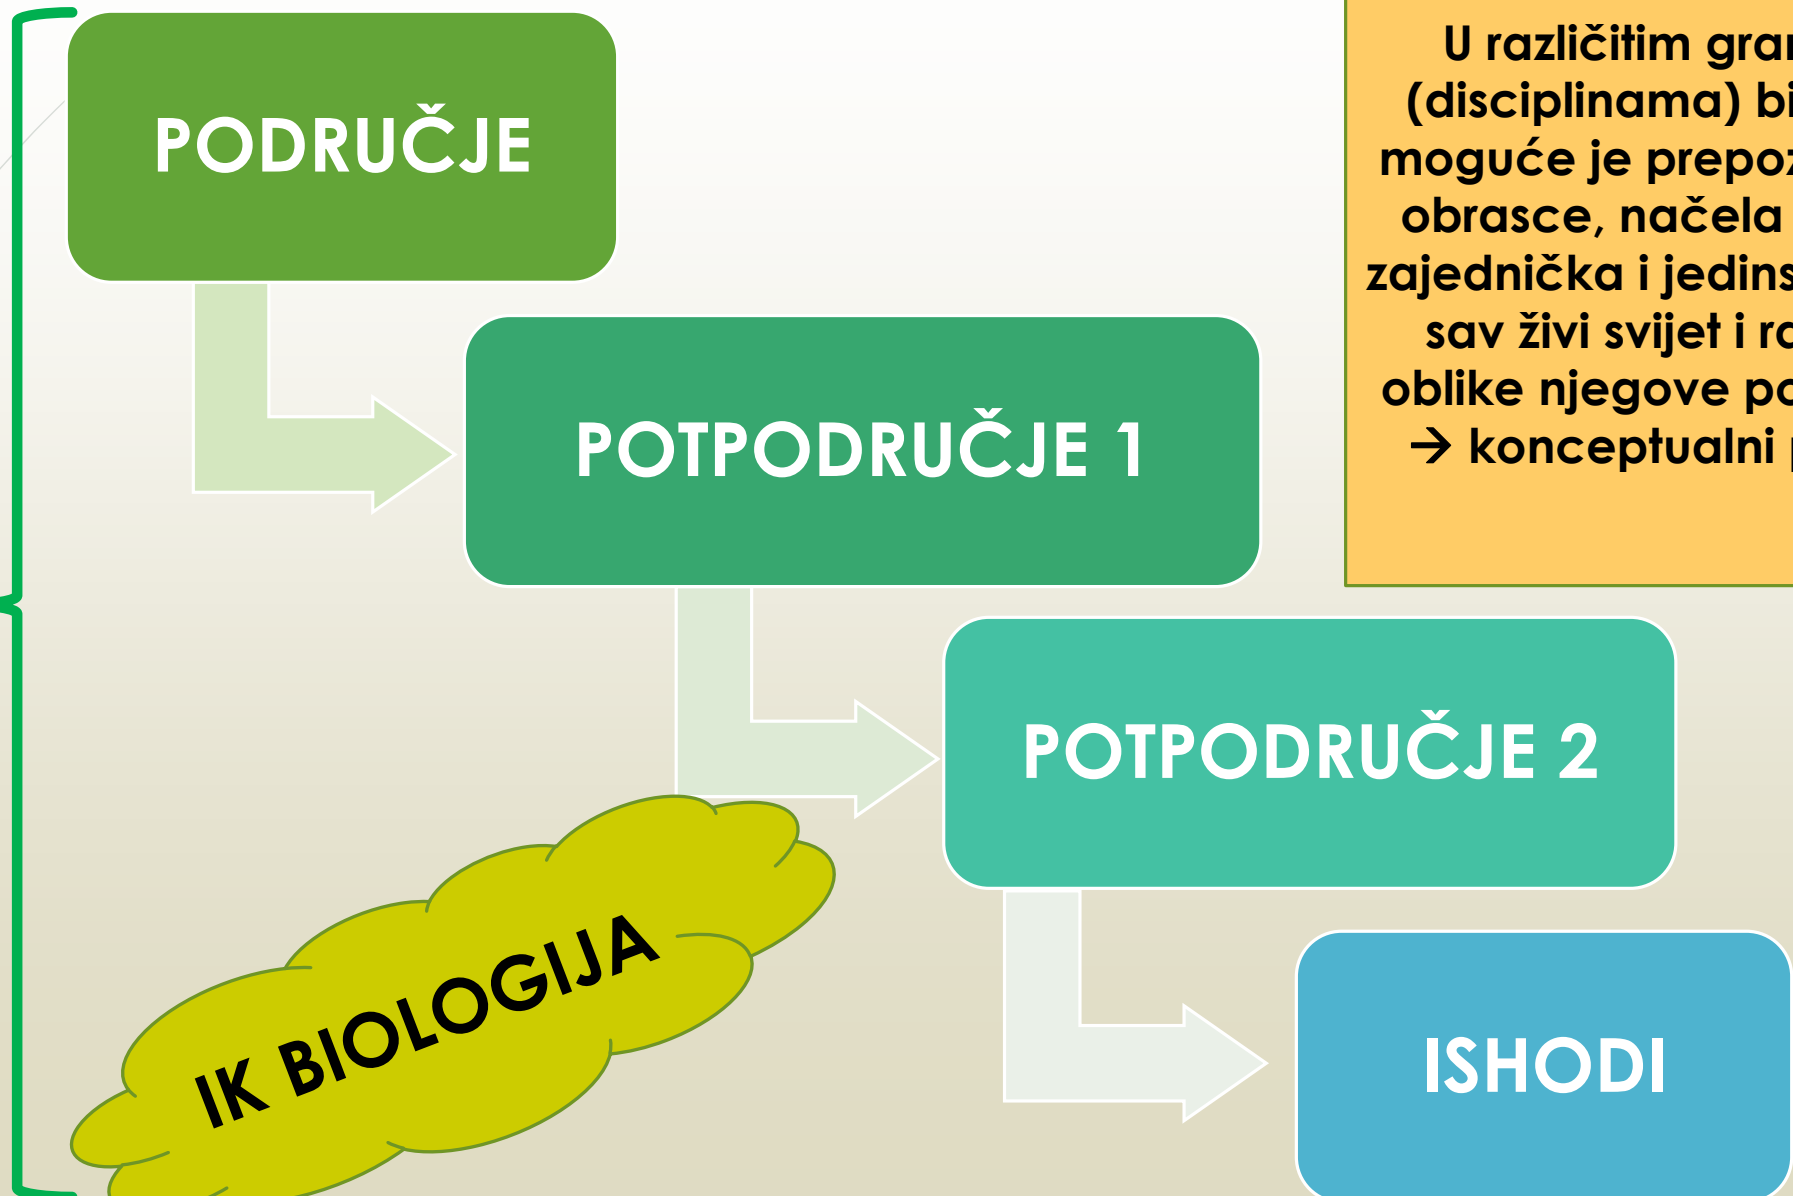 PODRUČJE
U različitim
(disciplinama)
moguće je
obrasce, načela
zajednička i
sav živi svijet i
oblike njegove
→ konceptualni
POTPODRUČJE 1
POTPODRUČJE 2
IK BIOLOGIJA
ISHODI